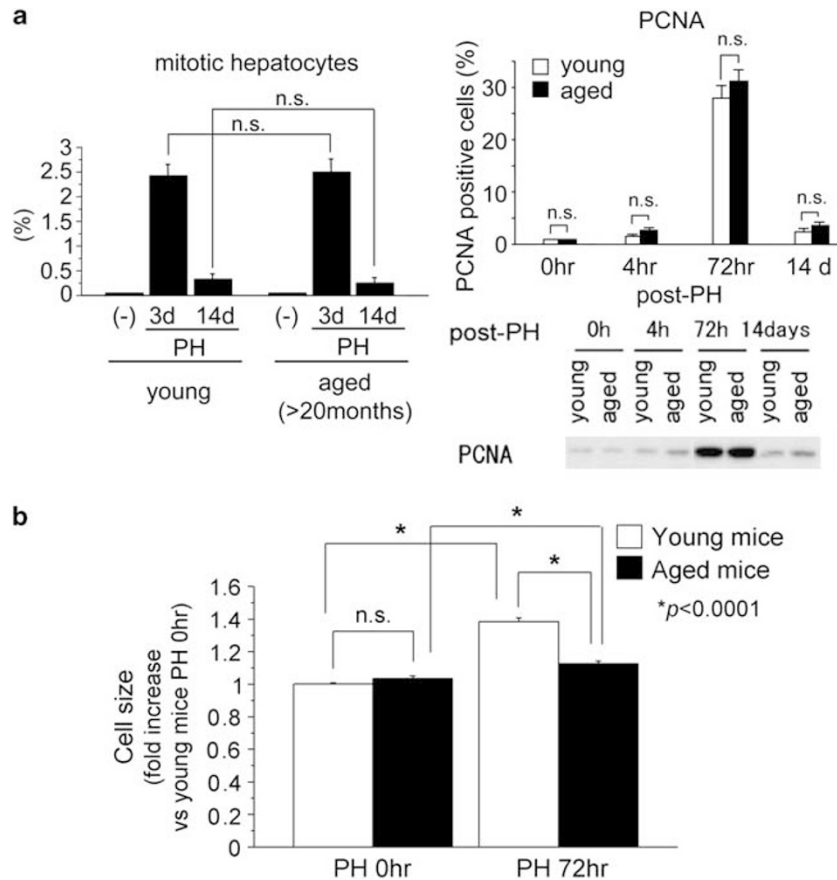 a
mitotic hepatocytes
n.s.
n.s.
3
2.5
2
1.5
1
0.5
0
(%)
(-) 3d 14d (-) 3d 14d
PH PH
young aged
(>20months)
PCNA
young
aged
n.s.
n.s.
n.s.
n.s.
30
20
10
0
PCNA positive cells (%)
0hr 4hr 72hr 14 d
post-PH
post-PH 0h 4h 72h 14days
young aged young aged young aged young aged
PCNA
b
Young mice
Aged mice
*p<0.0001
*
*
*
n.s.
1.6
1.4
1.2
1
0.8
0.6
0.4
0.2
0
Cell size
(fold increase
vs young mice PH 0hr)
PH 0hr PH 72hr